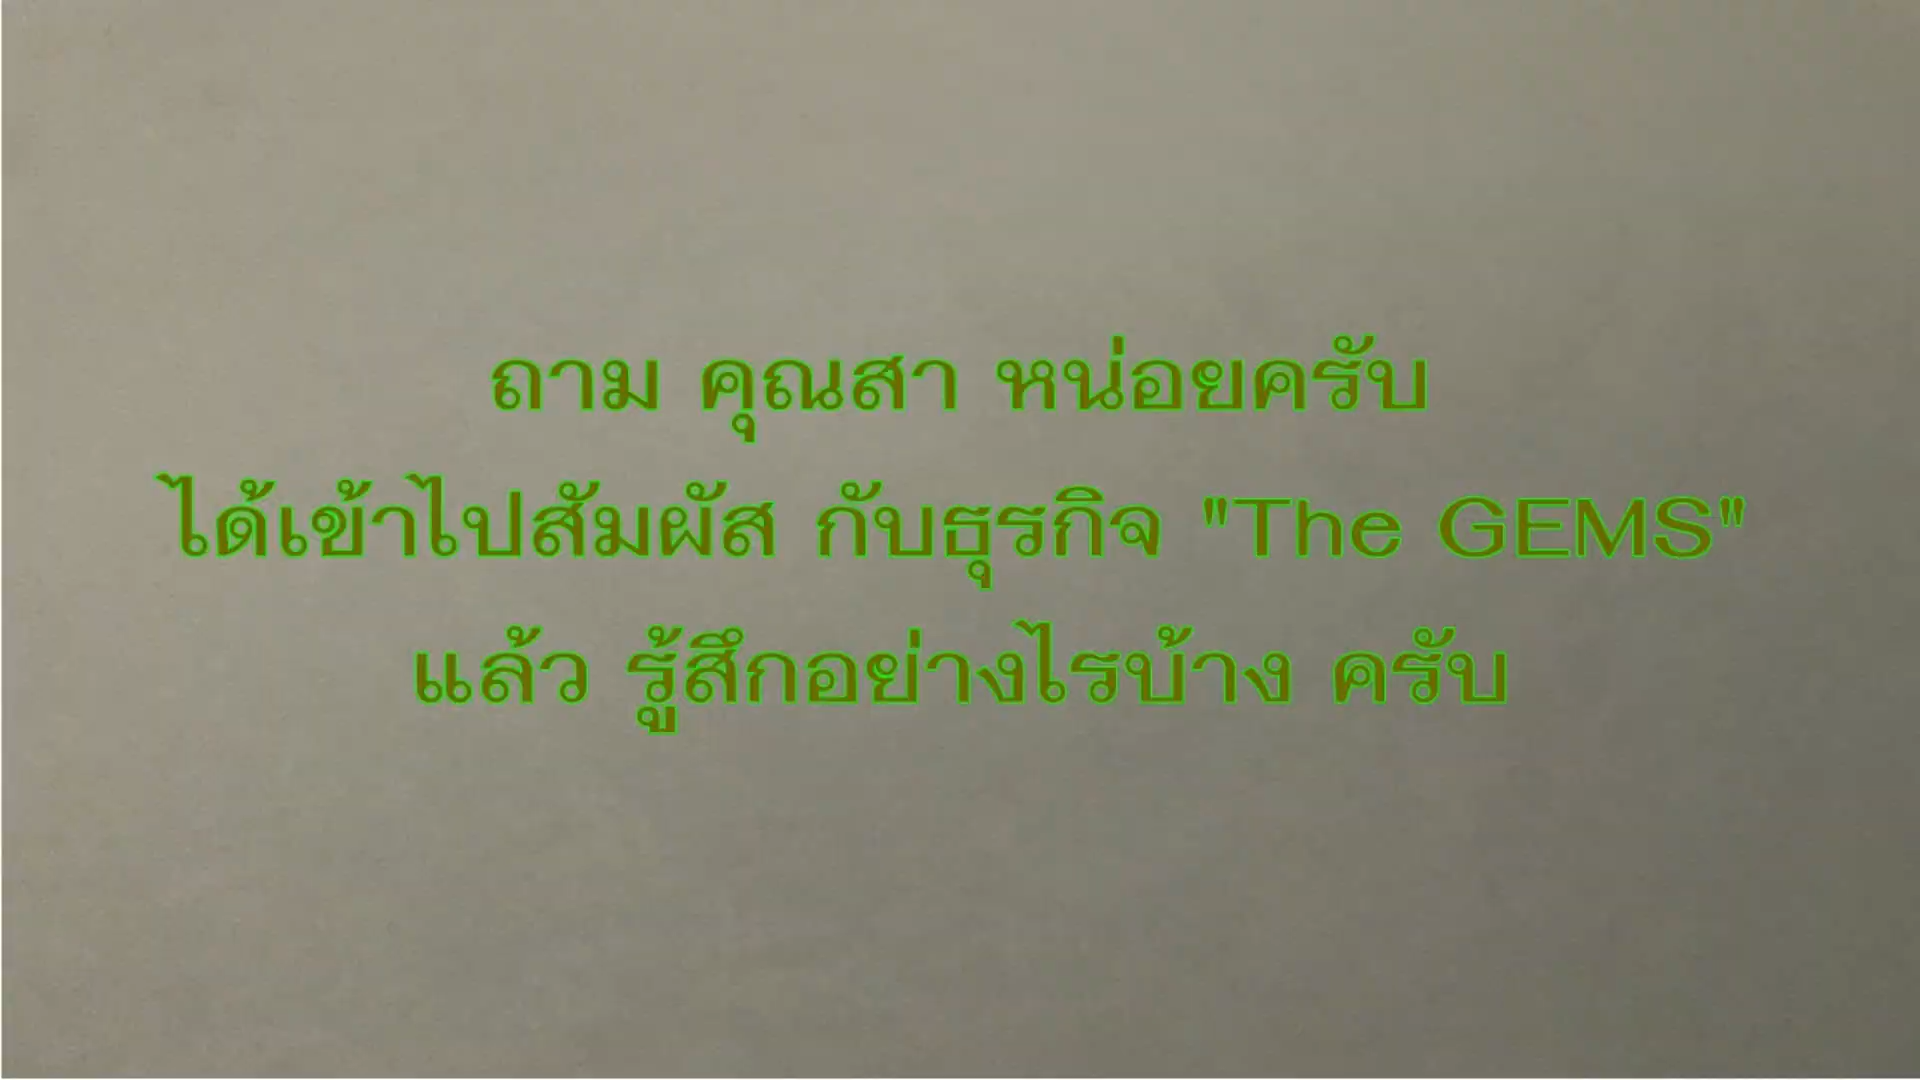 ถาม คุณสา หน่อยครับ
ได้เข้าไปสัมผัส กับธุรกิจ "The GEMS"
แล้ว รู้สึกอย่างไรบ้าง ครับ